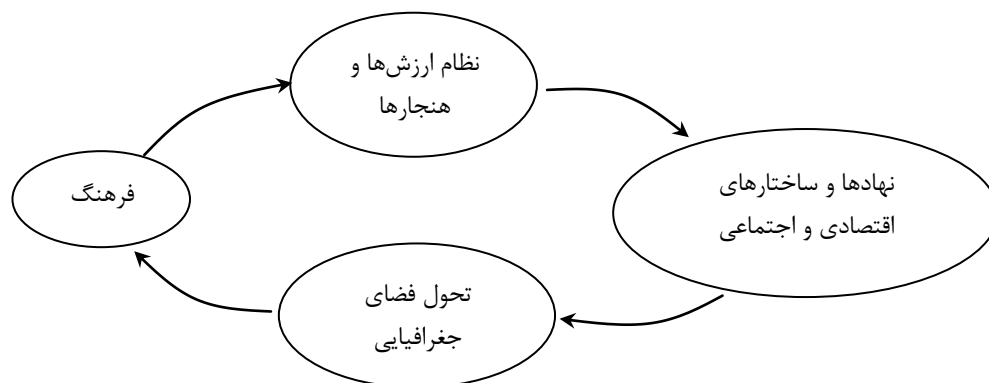 نظام ارزش‌ها و
هنجارها
نهادها و ساختارهای
اقتصادی و اجتماعی
فرهنگ
تحول فضای
جغرافیایی